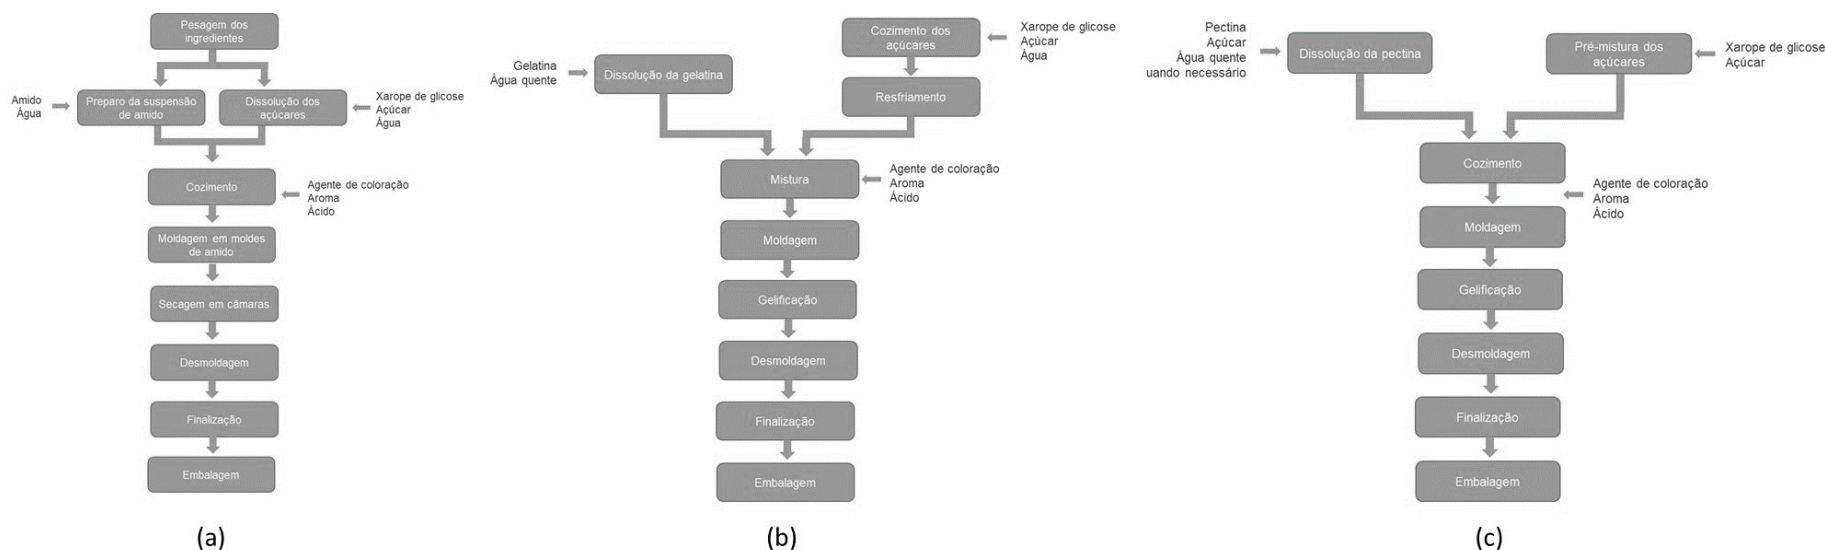 Pesagem dos
ingredientes
Amido
Água
Preparo da suspensão
de amido
Dissolução dos
açúcares
Xarope de glicose
Açúcar
Água
Cozimento
Agente de coloração
Aroma
Ácido
Moldagem em moldes
de amido
Secagem em câmaras
Desmoldagem
Finalização
Embalagem
(a)
Gelatina
Água quente
Dissolução da gelatina
Cozimento dos
açúcares
Xarope de glicose
Açúcar
Água
Resfriamento
Mistura
Agente de coloração
Aroma
Ácido
Moldagem
Gelificação
Desmoldagem
Finalização
Embalagem
(b)
Pectina
Açúcar
Água quente
uando necessário
Dissolução da pectina
Pré-mistura dos
açúcares
Xarope de glicose
Açúcar
Cozimento
Agente de coloração
Aroma
Ácido
Moldagem
Gelificação
Desmoldagem
Finalização
Embalagem
(c)